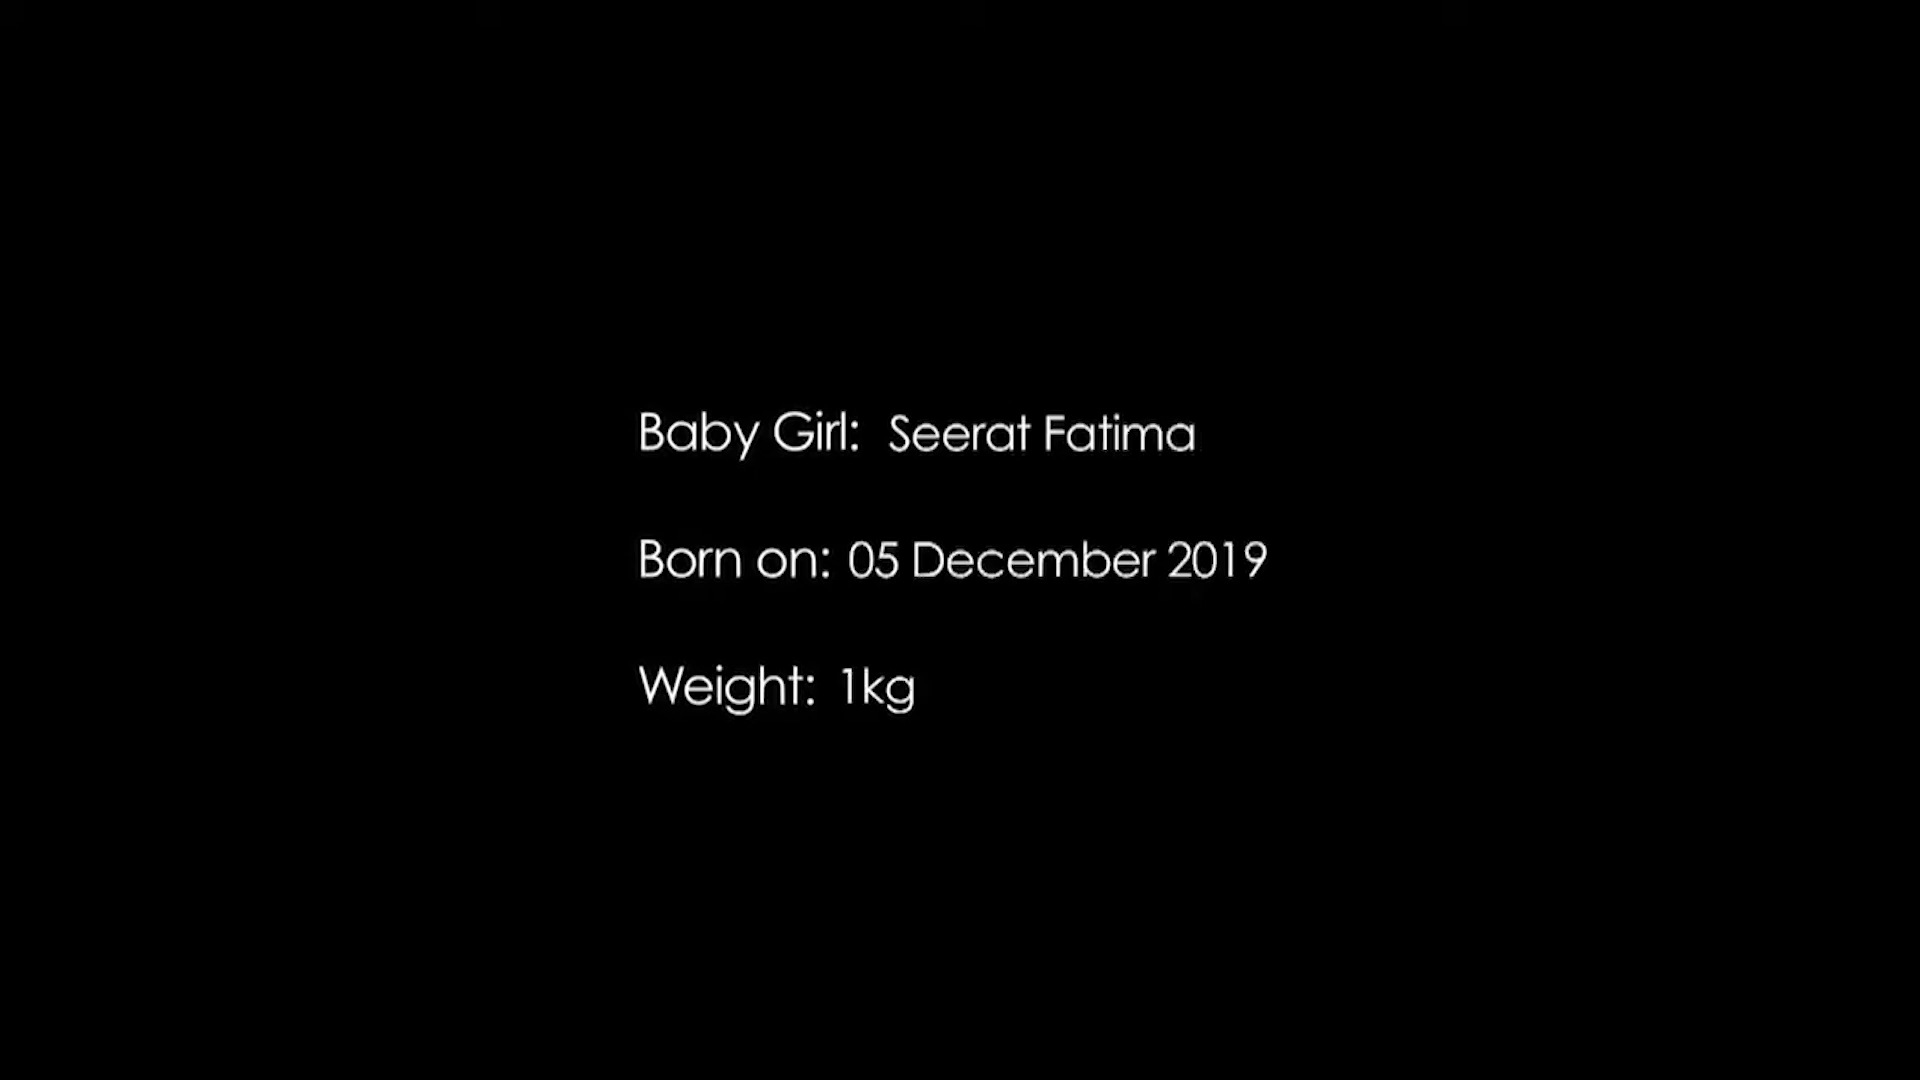 Baby Girl: Seerat Fatima
Born on: 05 December 2019
Weight: 1kg